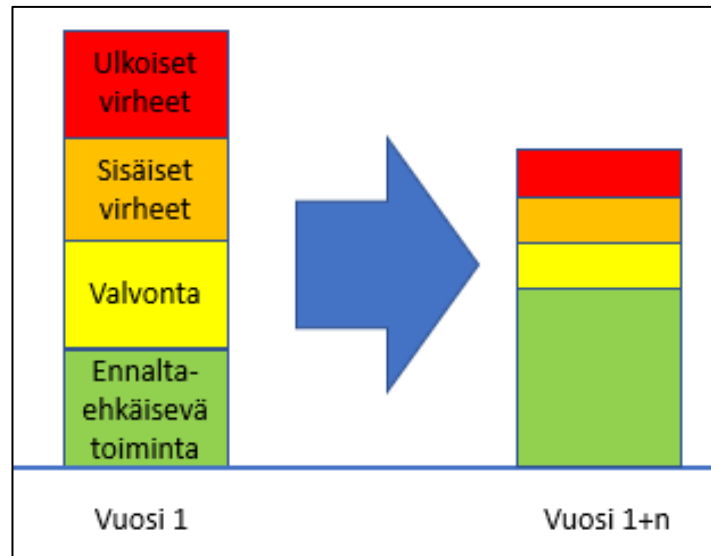 Ulkoiset
virheet
Sisäiset
virheet
Valvonta
Ennalta-
ehkäisevä
toiminta
Vuosi 1
Vuosi 1+n